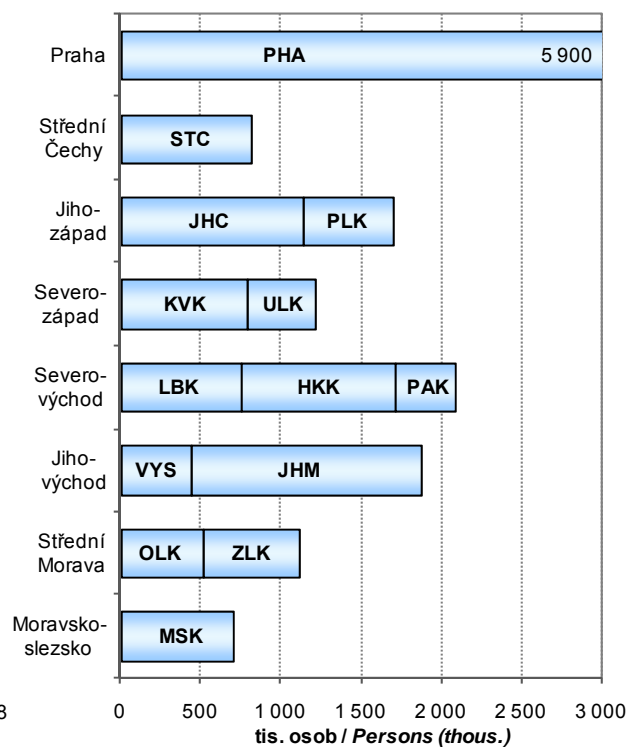 Praha PHA 5 900
Střední
Čechy
STC
Jiho-
západ
JHC PLK
Severo-
západ
KVK ULK
Severo-
východ
LBK HKK PAK
Jiho-
východ
VYS JHM
Střední
Morava
OLK ZLK
Moravsko-
slezsko
MSK
8
0 500 1 000 1 500 2 000 2 500 3 000
tis. osob / Persons (thous.)